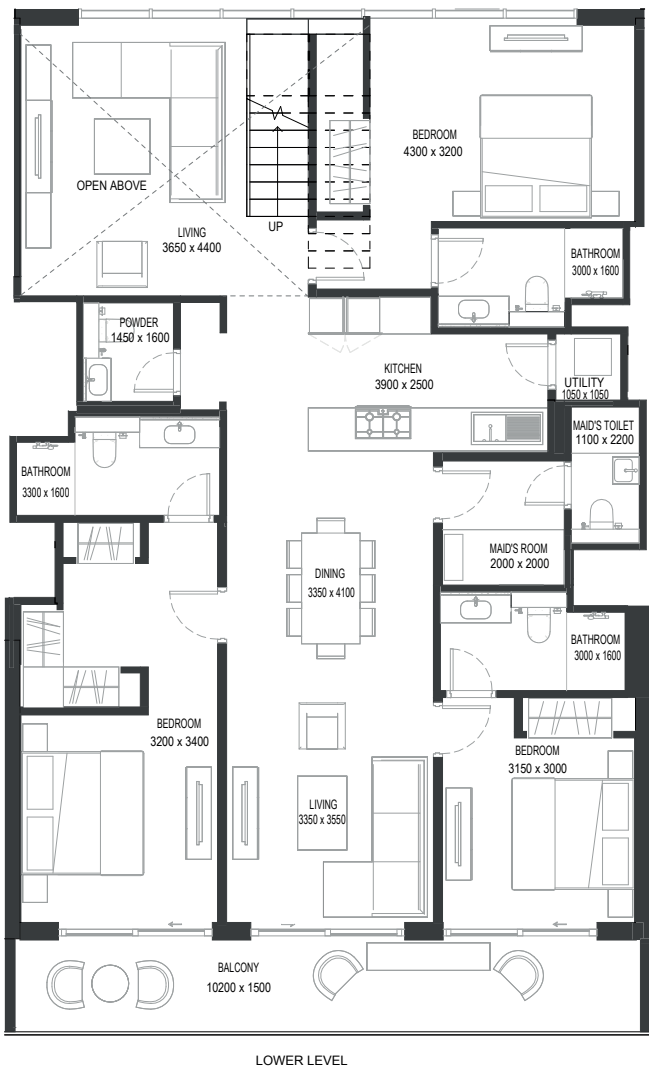 BEDROOM
4300 x 3200
OPEN ABOVE
UP
LIVING
3650 x 4400
BATHROOM
3000 x 1600
POWDER
1450 x 1600
KITCHEN
3900 x 2500
UTILITY
1050 x 1050
MAID'S TOILET
1100 x 2200
BATHROOM
3300 x 1600
MAID'S ROOM
2000 x 2000
DINING
3350 x 4100
BATHROOM
3000 x 1600
BEDROOM
3200 x 3400
BEDROOM
3150 x 3000
LIVING
3350 x 3550
BALCONY
10200 x 1500
LOWER LEVEL